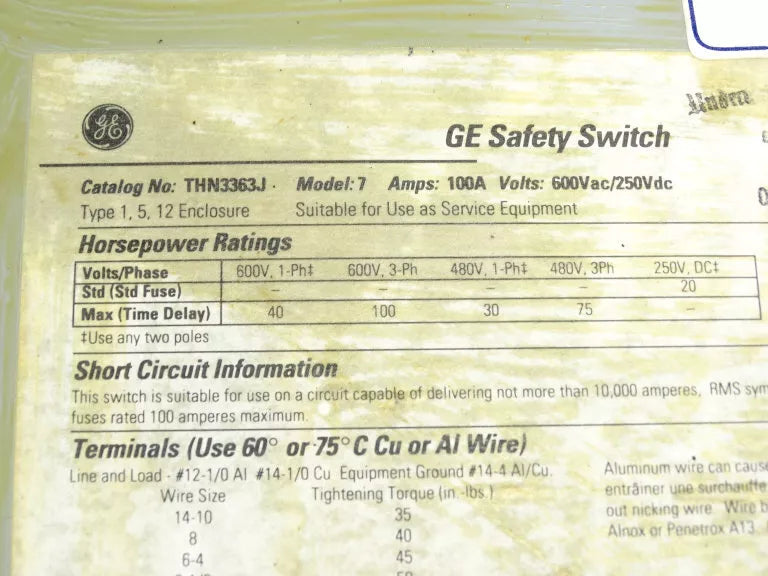 GE
GE Safety Switch
Catalog No: THN3363J · Model: 7 Amps: 100A Volts: 600Vac/250Vdc
Type 1, 5, 12 Enclosure Suitable for Use as Service Equipment
Horsepower Ratings
Volts/Phase 600V, 1-Ph‡ 600V, 3-Ph 480V, 1-Ph‡ 480V, 3Ph 250V, DC‡
Std (Std Fuse) – – – – 20
Max (Time Delay) 40 100 30 75 –
‡Use any two poles
Short Circuit Information
This switch is suitable for use on a circuit capable of delivering not more than 10,000 amperes, RMS sym
fuses rated 100 amperes maximum.
Terminals (Use 60° or 75°C Cu or Al Wire)
Line and Load - #12-1/0 Al #14-1/0 Cu Equipment Ground #14-4 Al/Cu.
Wire Size Tightening Torque (in.-lbs.)
14-10 35
8 40
6-4 45
Aluminum wire can cause
entraîner une surchauffe
out nicking wire. Wire b
Alnox or Penetrox A13.